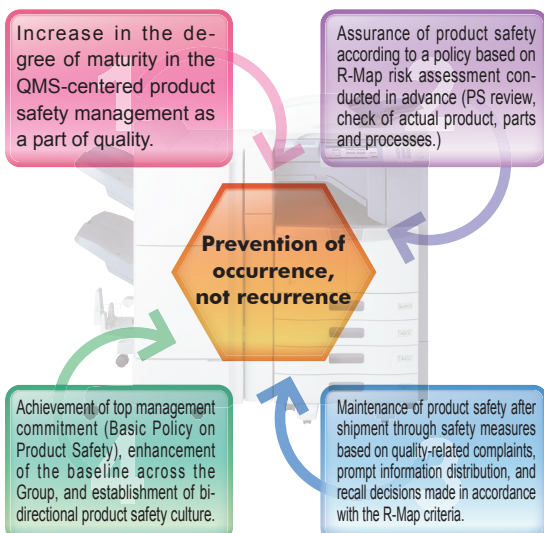 Increase in the de-
gree of maturity in the
QMS-centered product
safety management as
a part of quality.
1
Assurance of product safety
according to a policy based on
R-Map risk assessment con-
ducted in advance (PS review,
check of actual product, parts
and processes.)
2
Prevention of
occurrence,
not recurrence
Achievement of top management
commitment (Basic Policy on
Product Safety), enhancement
of the baseline across the
Group, and establishment of bi-
directional product safety culture.
4
Maintenance of product safety after
shipment through safety measures
based on quality-related complaints,
prompt information distribution, and
recall decisions made in accordance
with the R-Map criteria.
3